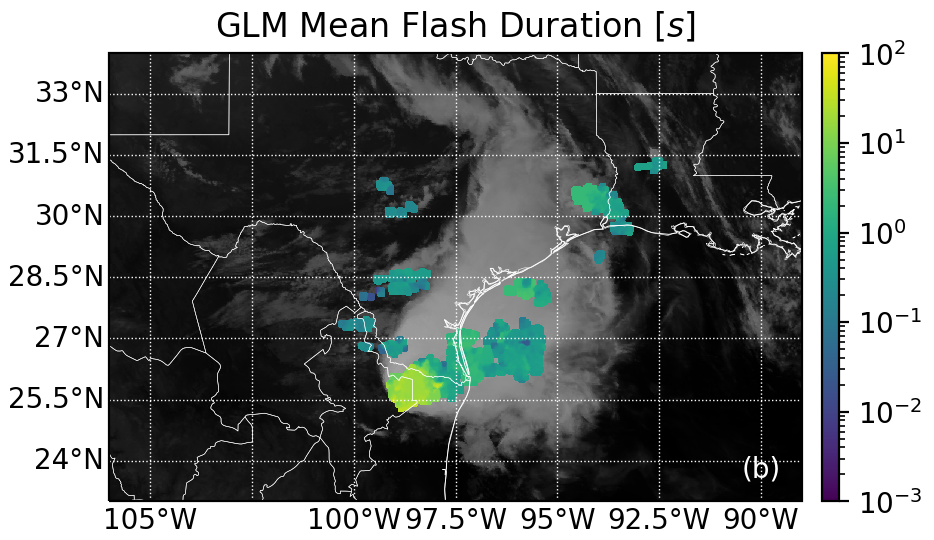 GLM Mean Flash Duration [s]
33°N
31.5°N
30°N
28.5°N
27°N
25.5°N
24°N
105°W
100°W
97.5°W
95°W
92.5°W
90°W
(b)
10²
10¹
10⁰
10⁻¹
10⁻²
10⁻³